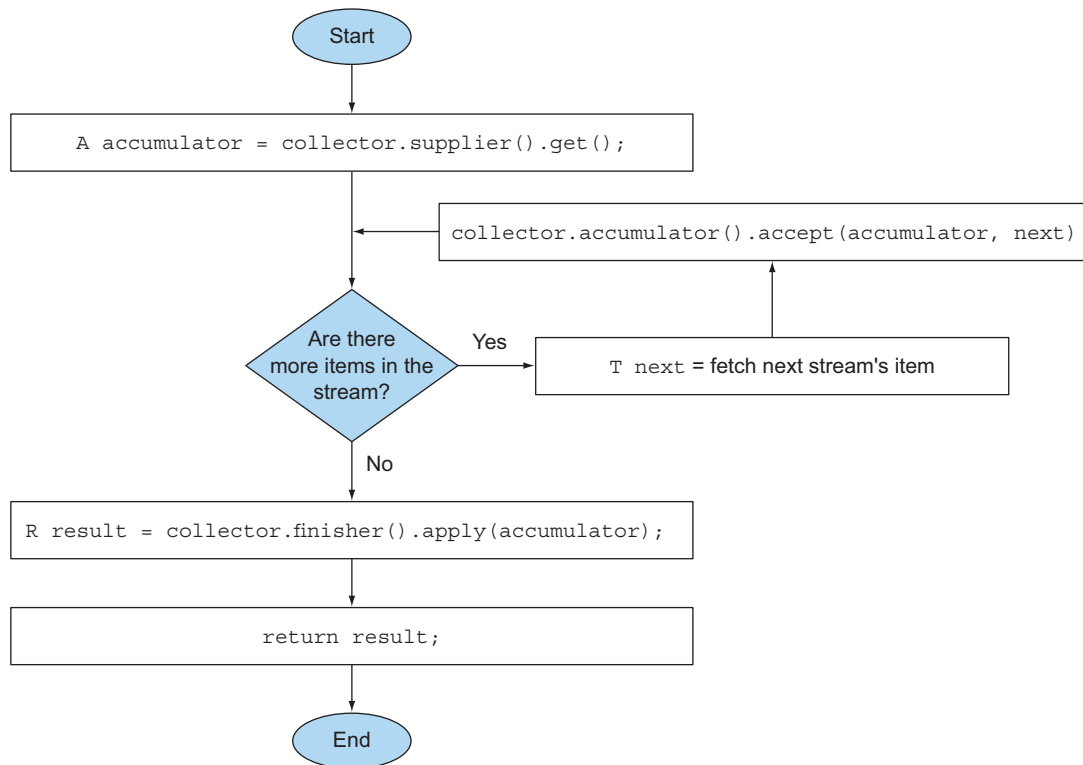 Start
A accumulator = collector.supplier().get();
collector.accumulator().accept(accumulator, next)
Are there
more items in the
stream?
Yes
T next = fetch next stream's item
No
R result = collector.finisher().apply(accumulator);
return result;
End